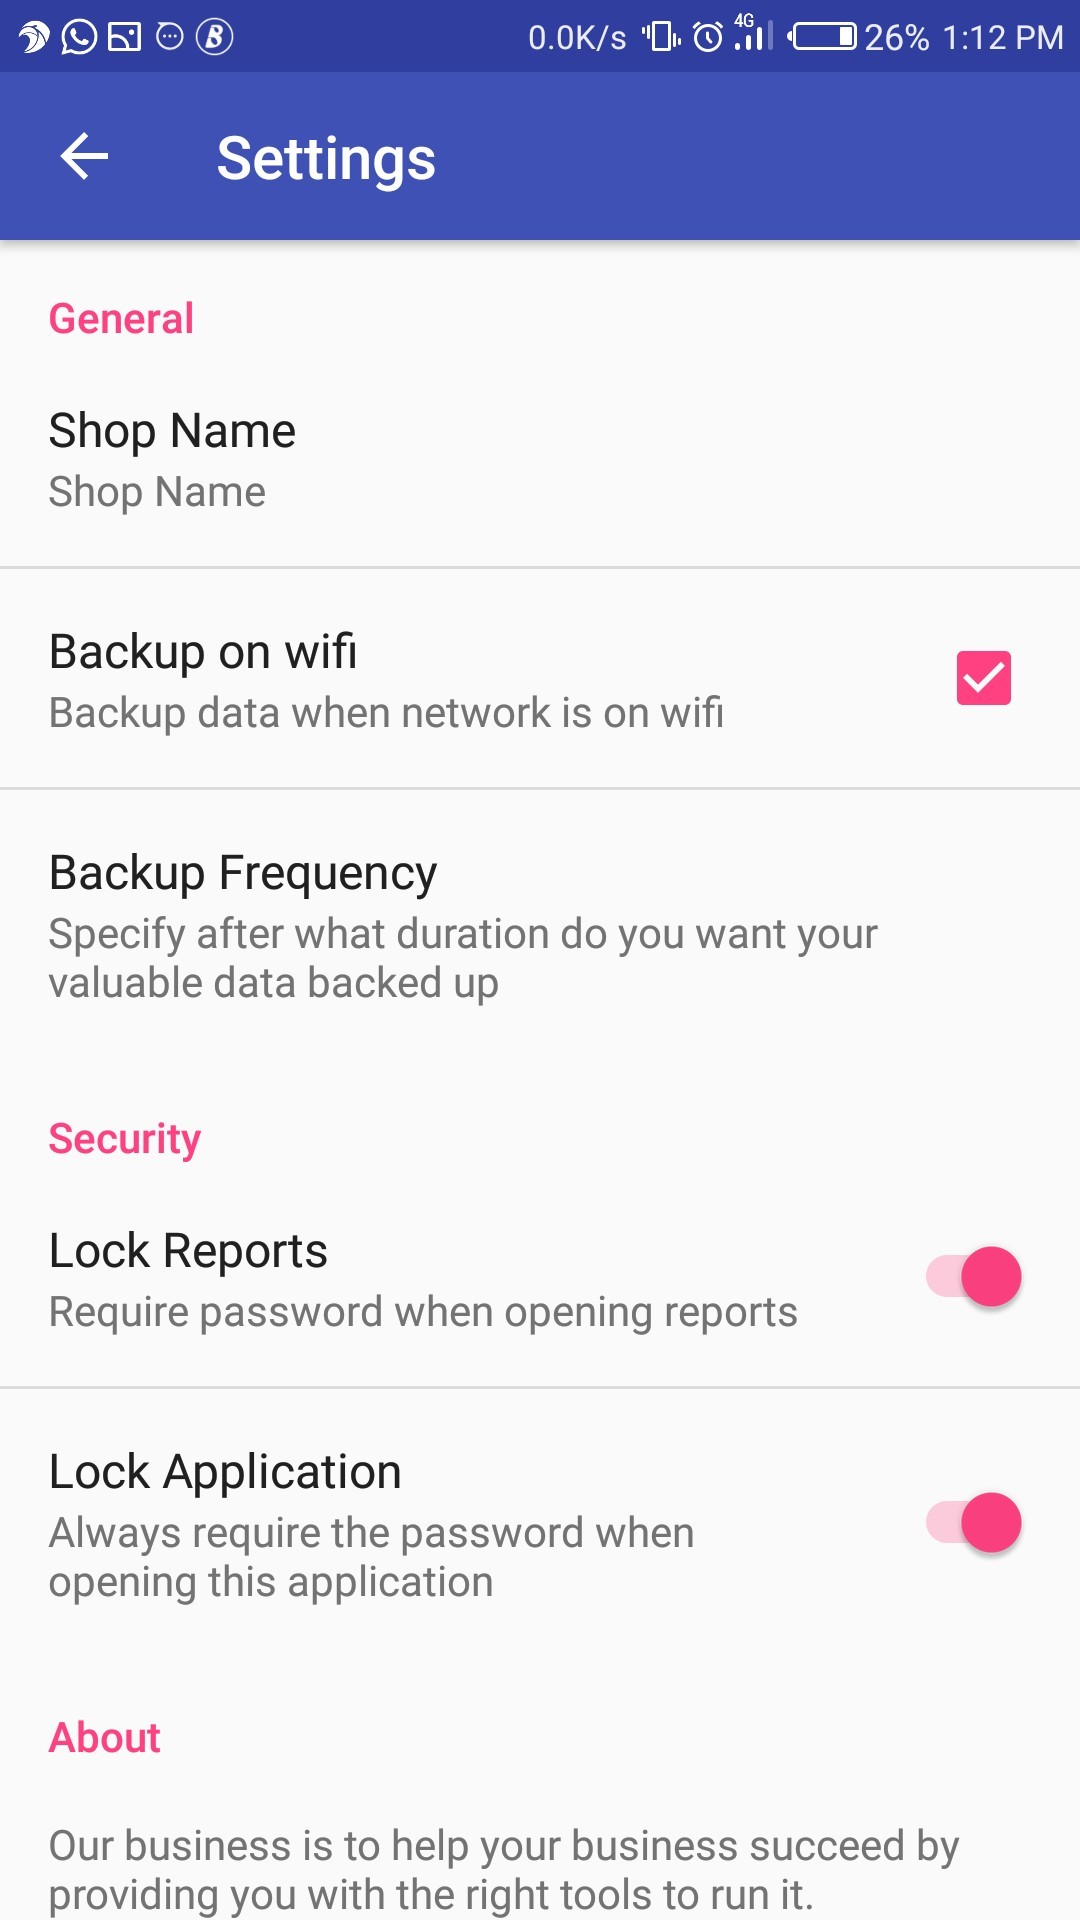 0.0K/s 4G 26% 1:12 PM
Settings
General
Shop Name
Shop Name
Backup on wifi
Backup data when network is on wifi
Backup Frequency
Specify after what duration do you want your
valuable data backed up
Security
Lock Reports
Require password when opening reports
Lock Application
Always require the password when
opening this application
About
Our business is to help your business succeed by
providing you with the right tools to run it.